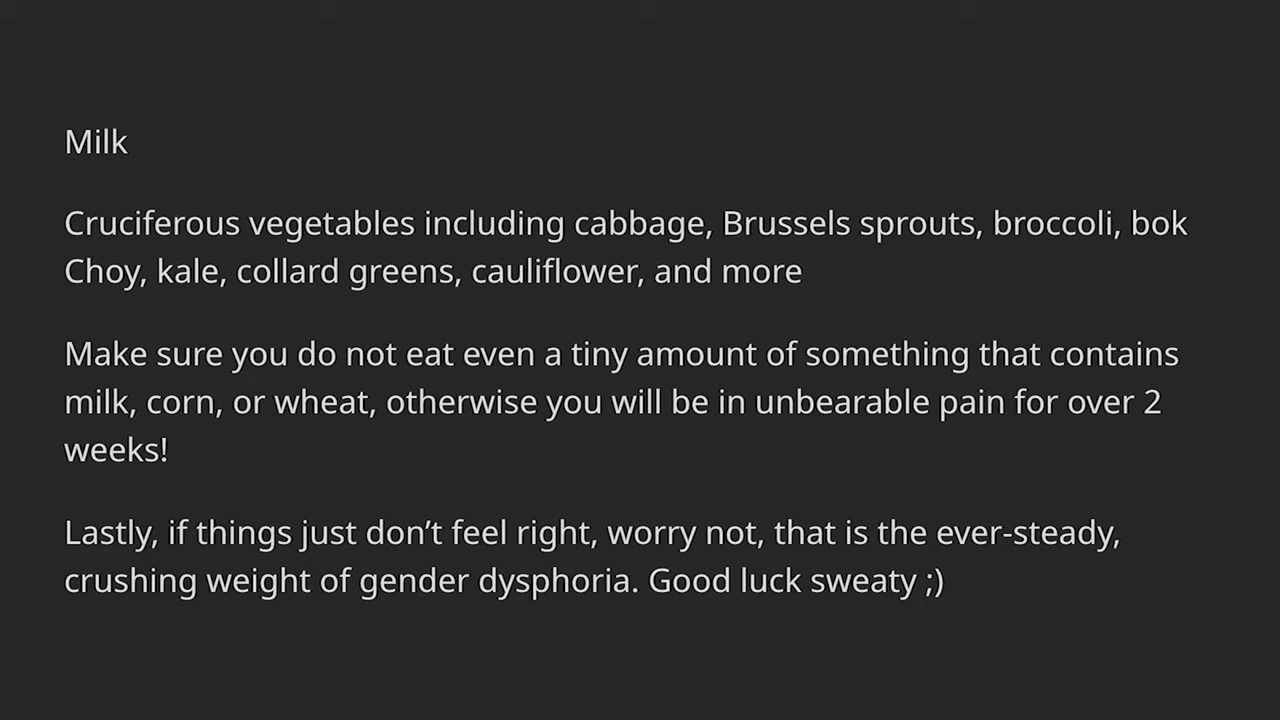 Milk
Cruciferous vegetables including cabbage, Brussels sprouts, broccoli, bok
Choy, kale, collard greens, cauliflower, and more
Make sure you do not eat even a tiny amount of something that contains
milk, corn, or wheat, otherwise you will be in unbearable pain for over 2
weeks!
Lastly, if things just don’t feel right, worry not, that is the ever-steady,
crushing weight of gender dysphoria. Good luck sweaty ;)